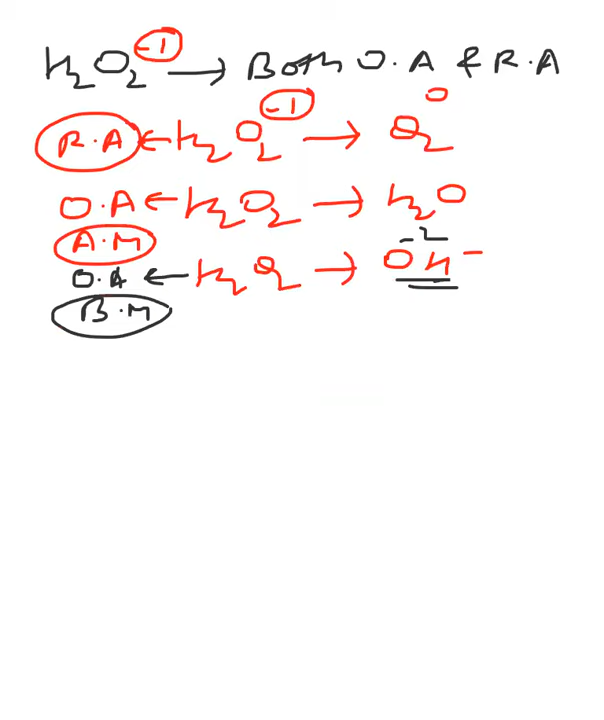 H₂O₂ -1 → Both O.A & R.A
R.A ← H₂O₂ -1 → O₂ 0
O.A ← H₂O₂ → H₂O
A.M
O.A ← H₂O₂ → OH⁻ -2
B.M